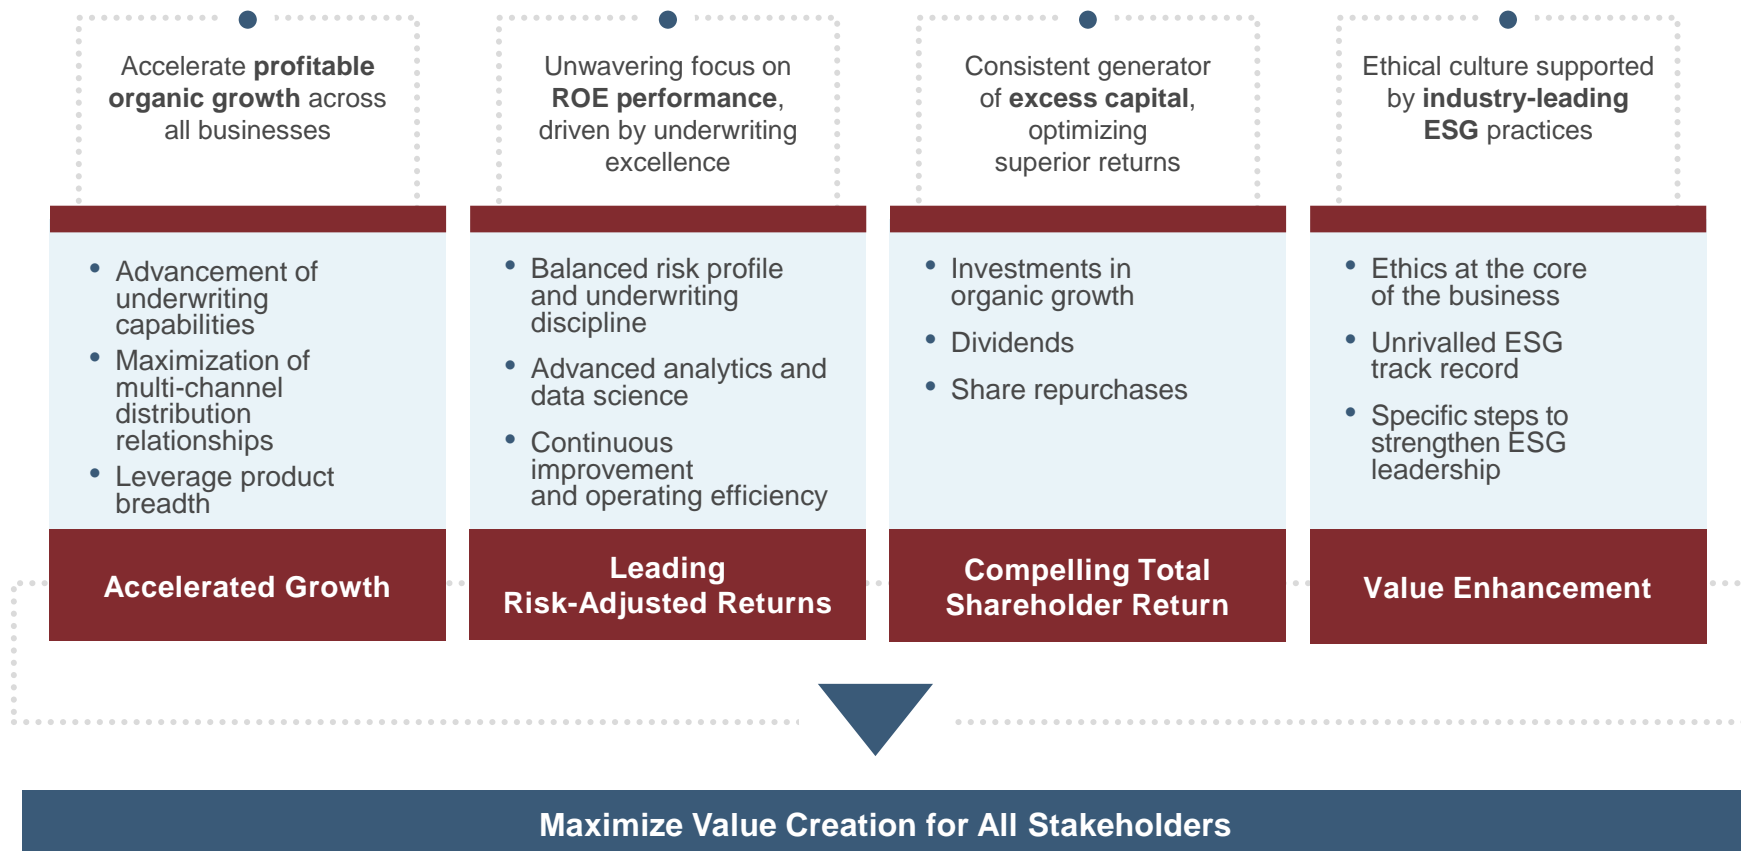 Accelerate profitable
organic growth across
all businesses
Unwavering focus on
ROE performance,
driven by underwriting
excellence
Consistent generator
of excess capital,
optimizing
superior returns
Ethical culture supported
by industry-leading
ESG practices
• Advancement of
underwriting
capabilities
• Maximization of
multi-channel
distribution
relationships
• Leverage product
breadth
• Balanced risk profile
and underwriting
discipline
• Advanced analytics and
data science
• Continuous
improvement
and operating efficiency
• Investments in
organic growth
• Dividends
• Share repurchases
• Ethics at the core
of the business
• Unrivalled ESG
track record
• Specific steps to
strengthen ESG
leadership
Accelerated Growth
Leading
Risk-Adjusted Returns
Compelling Total
Shareholder Return
Value Enhancement
Maximize Value Creation for All Stakeholders